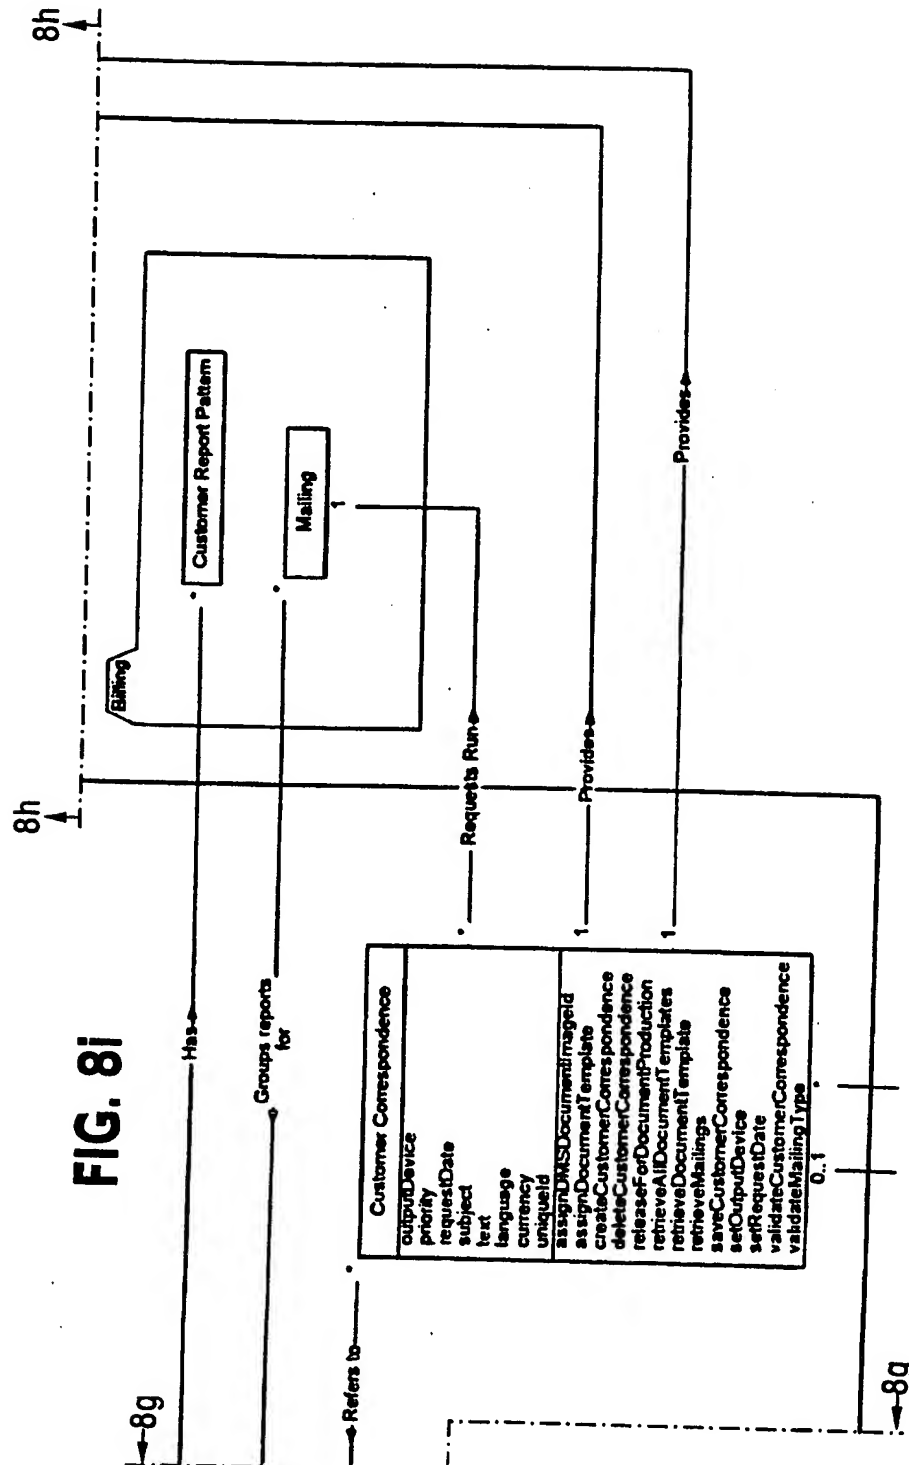 FIG. 8i
8h
8h
8g
8g
Billing
Customer Report Pattern
*
Mailing
*
1
Has
Groups reports
for
Requests Run
*
Provides
1
Provides
1
Refers to
*
Customer Correspondence
outputDevice
priority
requestDate
subject
text
language
currency
uniqueId
assignDMSDocumentImageId
assignDocumentTemplate
createCustomerCorrespondence
deleteCustomerCorrespondence
releaseForDocumentProduction
retrieveAllDocumentTemplates
retrieveDocumentTemplate
retrieveMailings
saveCustomerCorrespondence
setOutputDevice
setRequestDate
validateCustomerCorrespondence
validateMailingType
0..1
*